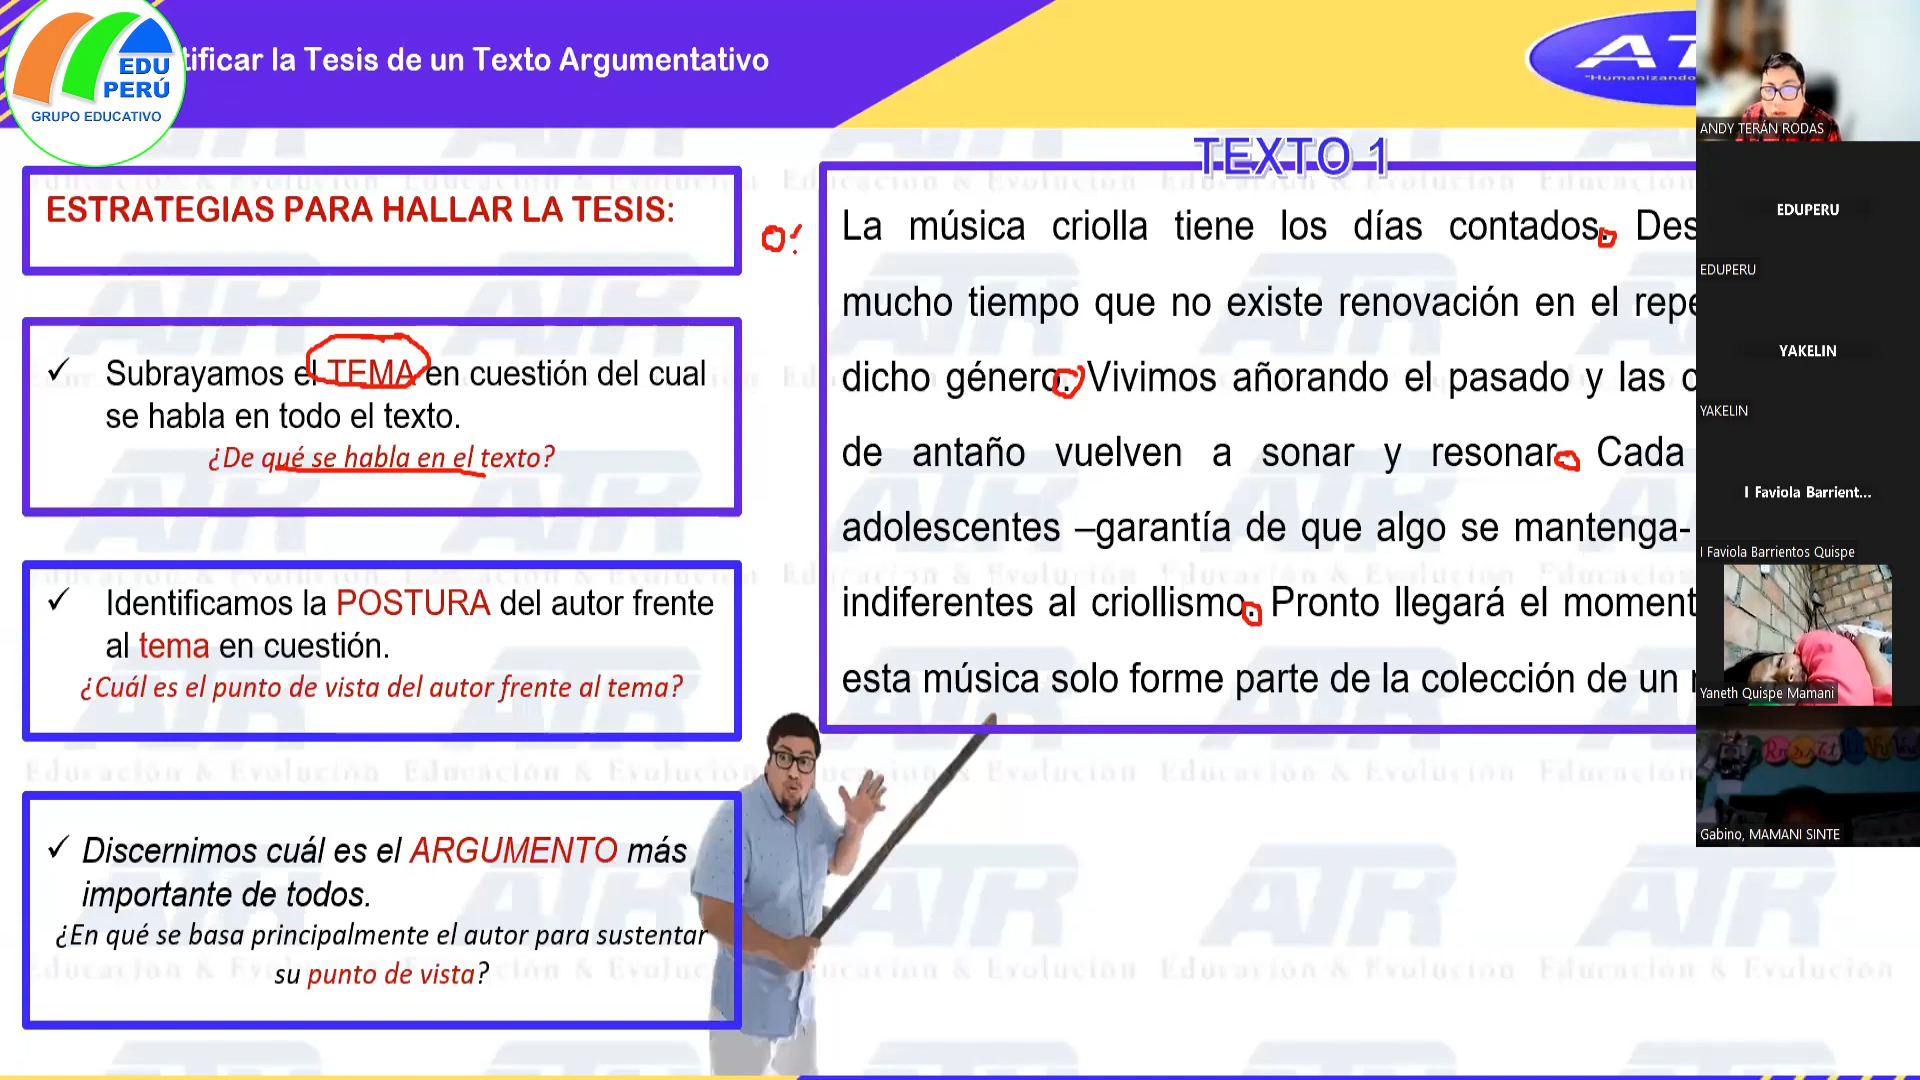 tificar la Tesis de un Texto Argumentativo
EDU
PERÚ
GRUPO EDUCATIVO
"Humanizando
ESTRATEGIAS PARA HALLAR LA TESIS:
✓ Subrayamos el TEMA en cuestión del cual
se habla en todo el texto.
¿De qué se habla en el texto?
✓ Identificamos la POSTURA del autor frente
al tema en cuestión.
¿Cuál es el punto de vista del autor frente al tema?
✓ Discernimos cuál es el ARGUMENTO más
importante de todos.
¿En qué se basa principalmente el autor para sustentar
su punto de vista?
TEXTO 1
La música criolla tiene los días contados. Des
mucho tiempo que no existe renovación en el repe
dicho género. Vivimos añorando el pasado y las
de antaño vuelven a sonar y resonar. Cada
adolescentes –garantía de que algo se mantenga-
indiferentes al criollismo. Pronto llegará el moment
esta música solo forme parte de la colección de un
ANDY TERÁN RODAS
EDUPERU
EDUPERU
YAKELIN
YAKELIN
I Faviola Barrient...
I Faviola Barrientos Quispe
Yaneth Quispe Mamani
Gabino, MAMANI SINTE
ATR
Educación & Evolución